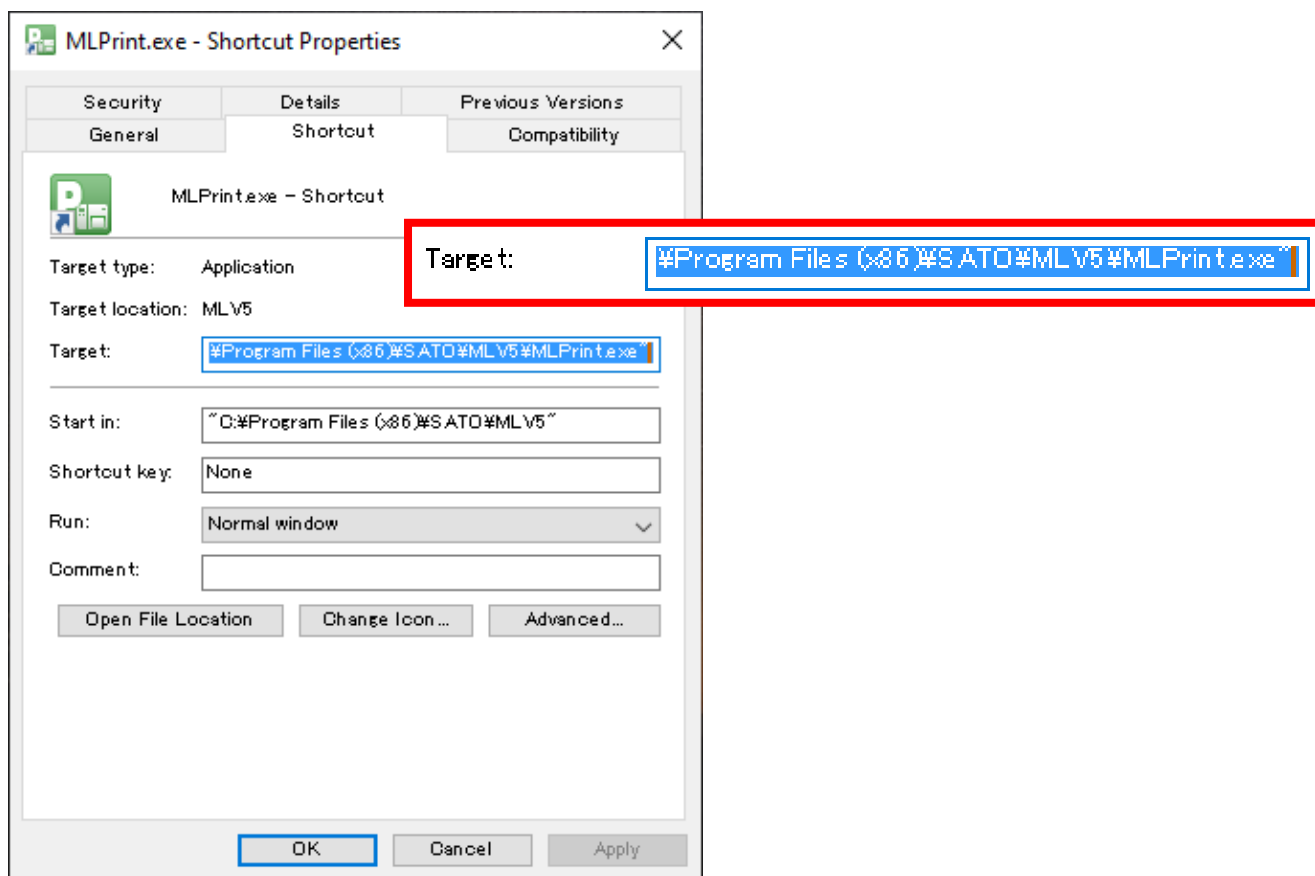 MLPrint.exe - Shortcut Properties
Security Details Previous Versions
General Shortcut Compatibility
MLPrint.exe - Shortcut
Target type: Application
Target location: MLV5
Target: ¥Program Files (x86)¥SATO¥MLV5¥MLPrint.exe"
Target: ¥Program Files (x86)¥SATO¥MLV5¥MLPrint.exe"
Start in: "C:¥Program Files (x86)¥SATO¥MLV5"
Shortcut key: None
Run: Normal window
Comment:
Open File Location Change Icon... Advanced...
OK Cancel Apply